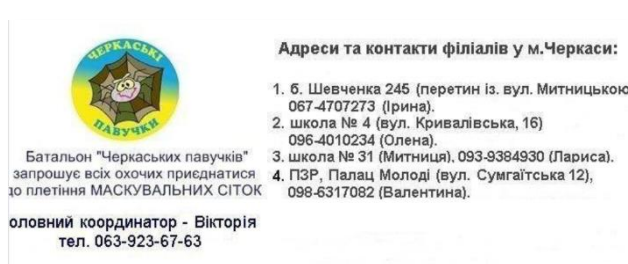 ЧЕРКАСЬКІ
ПАВУЧКИ
Батальон "Черкаських павучків"
запрошує всіх охочих приєднатися
до плетіння МАСКУВАЛЬНИХ СІТОК
оловний координатор - Вікторія
тел. 063-923-67-63
Адреси та контакти філіалів у м.Черкаси:
1. б. Шевченка 245 (перетин із. вул. Митницькою
067-4707273 (Ірина).
2. школа № 4 (вул. Кривалівська, 16)
096-4010234 (Олена).
3. школа № 31 (Митниця), 093-9384930 (Лариса).
4. ПЗР, Палац Молоді (вул. Сумгаїтська 12),
098-6317082 (Валентина).